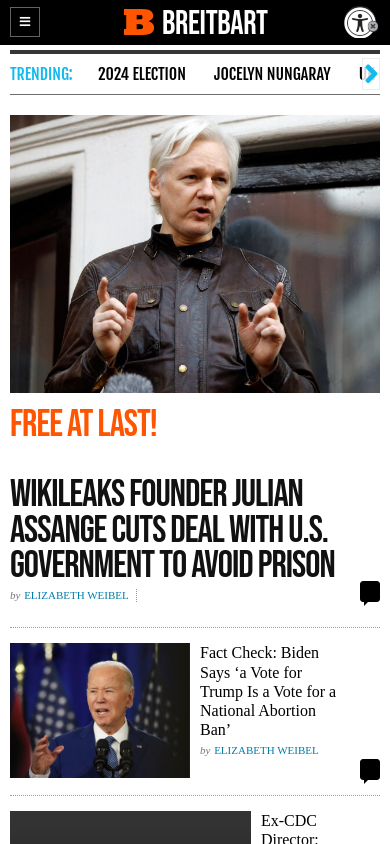 BREITBART
TRENDING: 2024 ELECTION JOCELYN NUNGARAY
FREE AT LAST!
WIKILEAKS FOUNDER JULIAN
ASSANGE CUTS DEAL WITH U.S.
GOVERNMENT TO AVOID PRISON
by ELIZABETH WEIBEL
Fact Check: Biden
Says ‘a Vote for
Trump Is a Vote for a
National Abortion
Ban’
by ELIZABETH WEIBEL
Ex-CDC
Director: